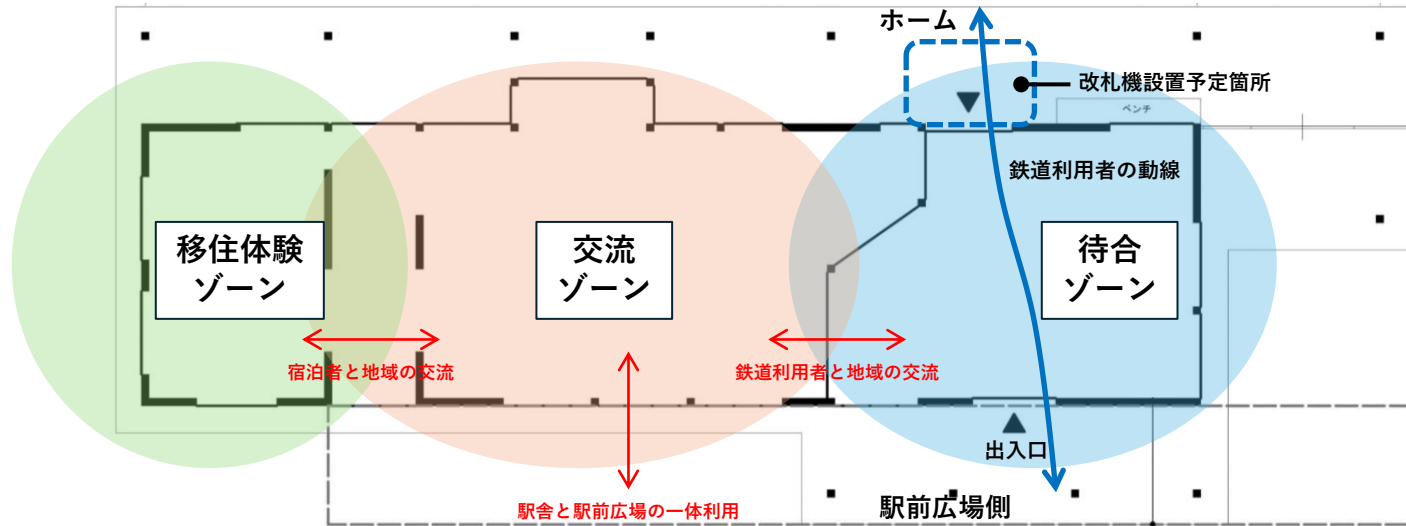 ホーム
改札機設置予定箇所
ベンチ
鉄道利用者の動線
移住体験
ゾーン
交流
ゾーン
待合
ゾーン
宿泊者と地域の交流
鉄道利用者と地域の交流
出入口
駅舎と駅前広場の一体利用
駅前広場側